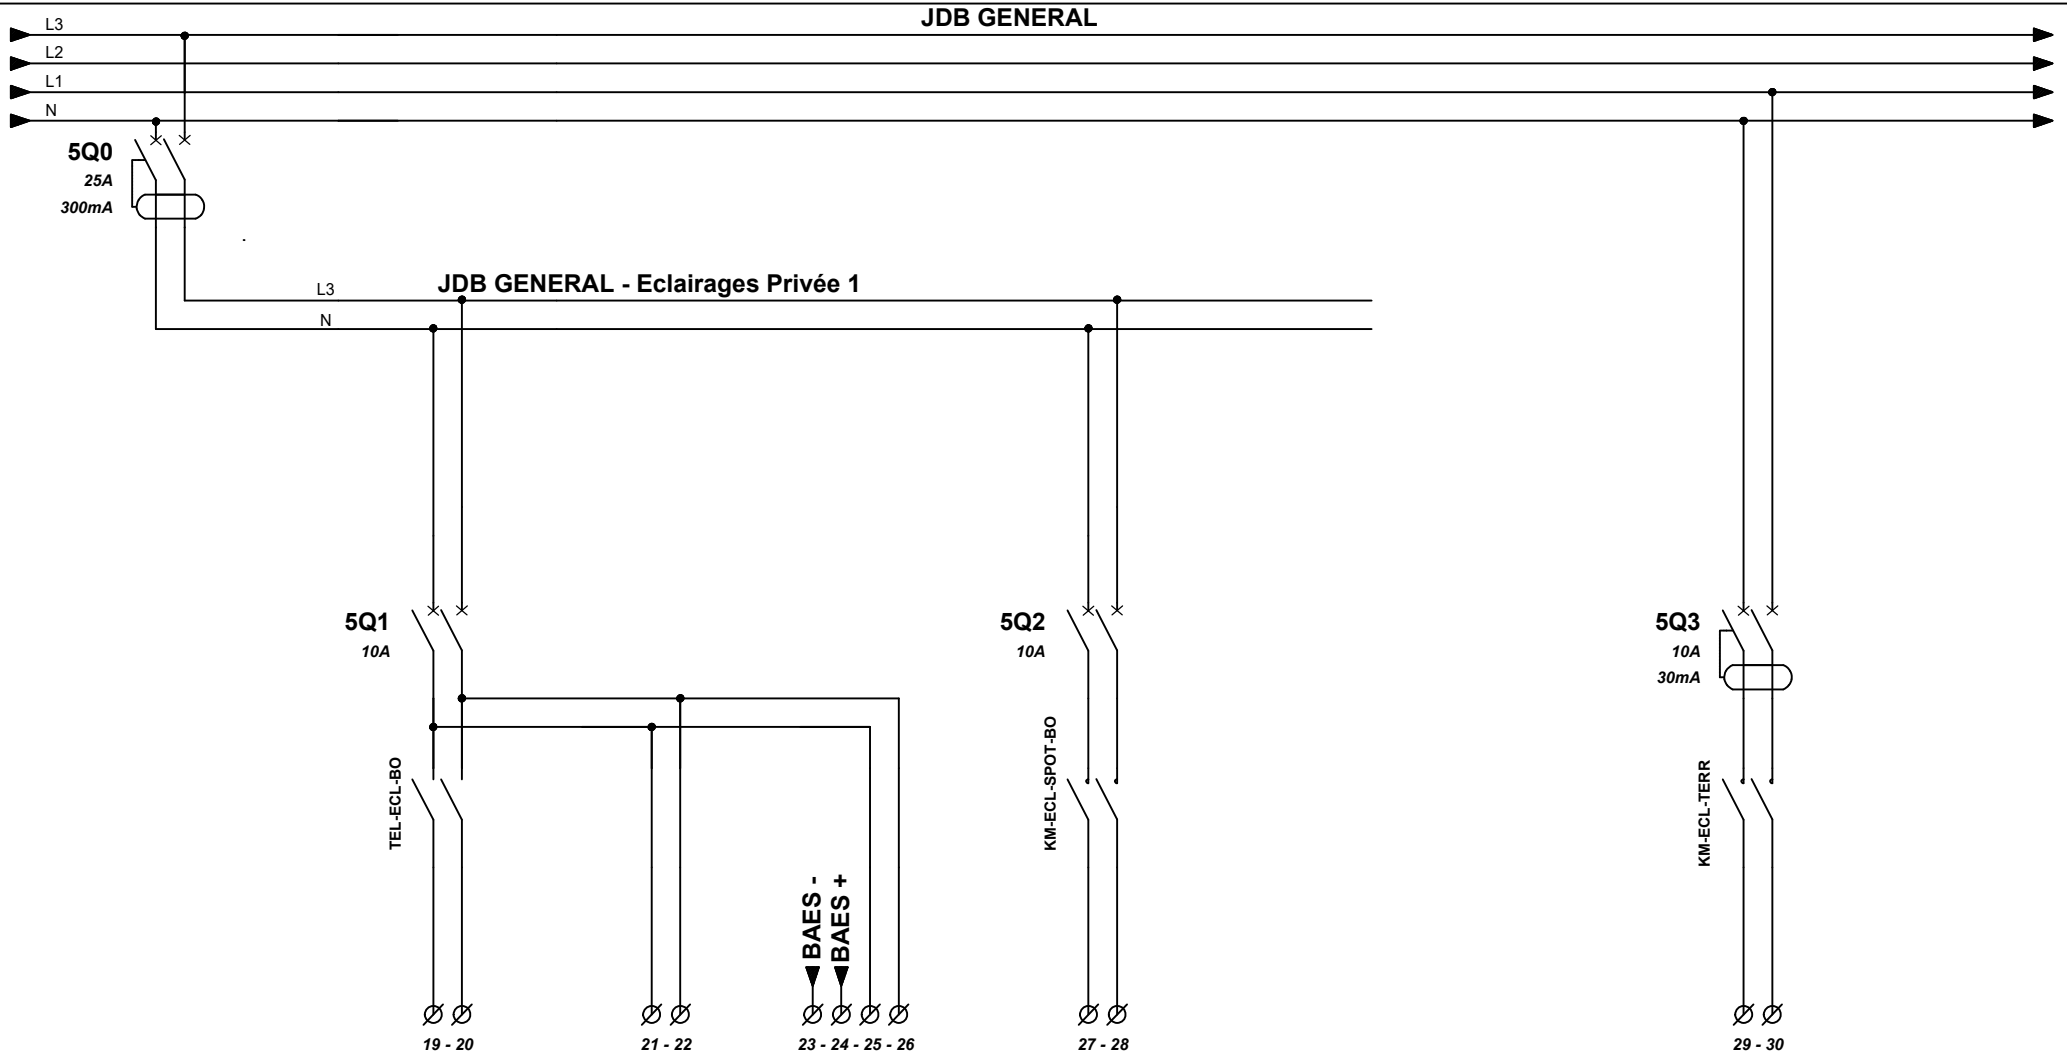 JDB GENERAL
L3
L2
L1
N
5Q0
25A
300mA
JDB GENERAL - Eclairages Privée 1
L3
N
5Q1
10A
5Q2
10A
5Q3
10A
30mA
TEL-ECL-BO
KM-ECL-SPOT-BO
KM-ECL-TERR
BAES -
BAES +
19 - 20
21 - 22
23 - 24 - 25 - 26
27 - 28
29 - 30